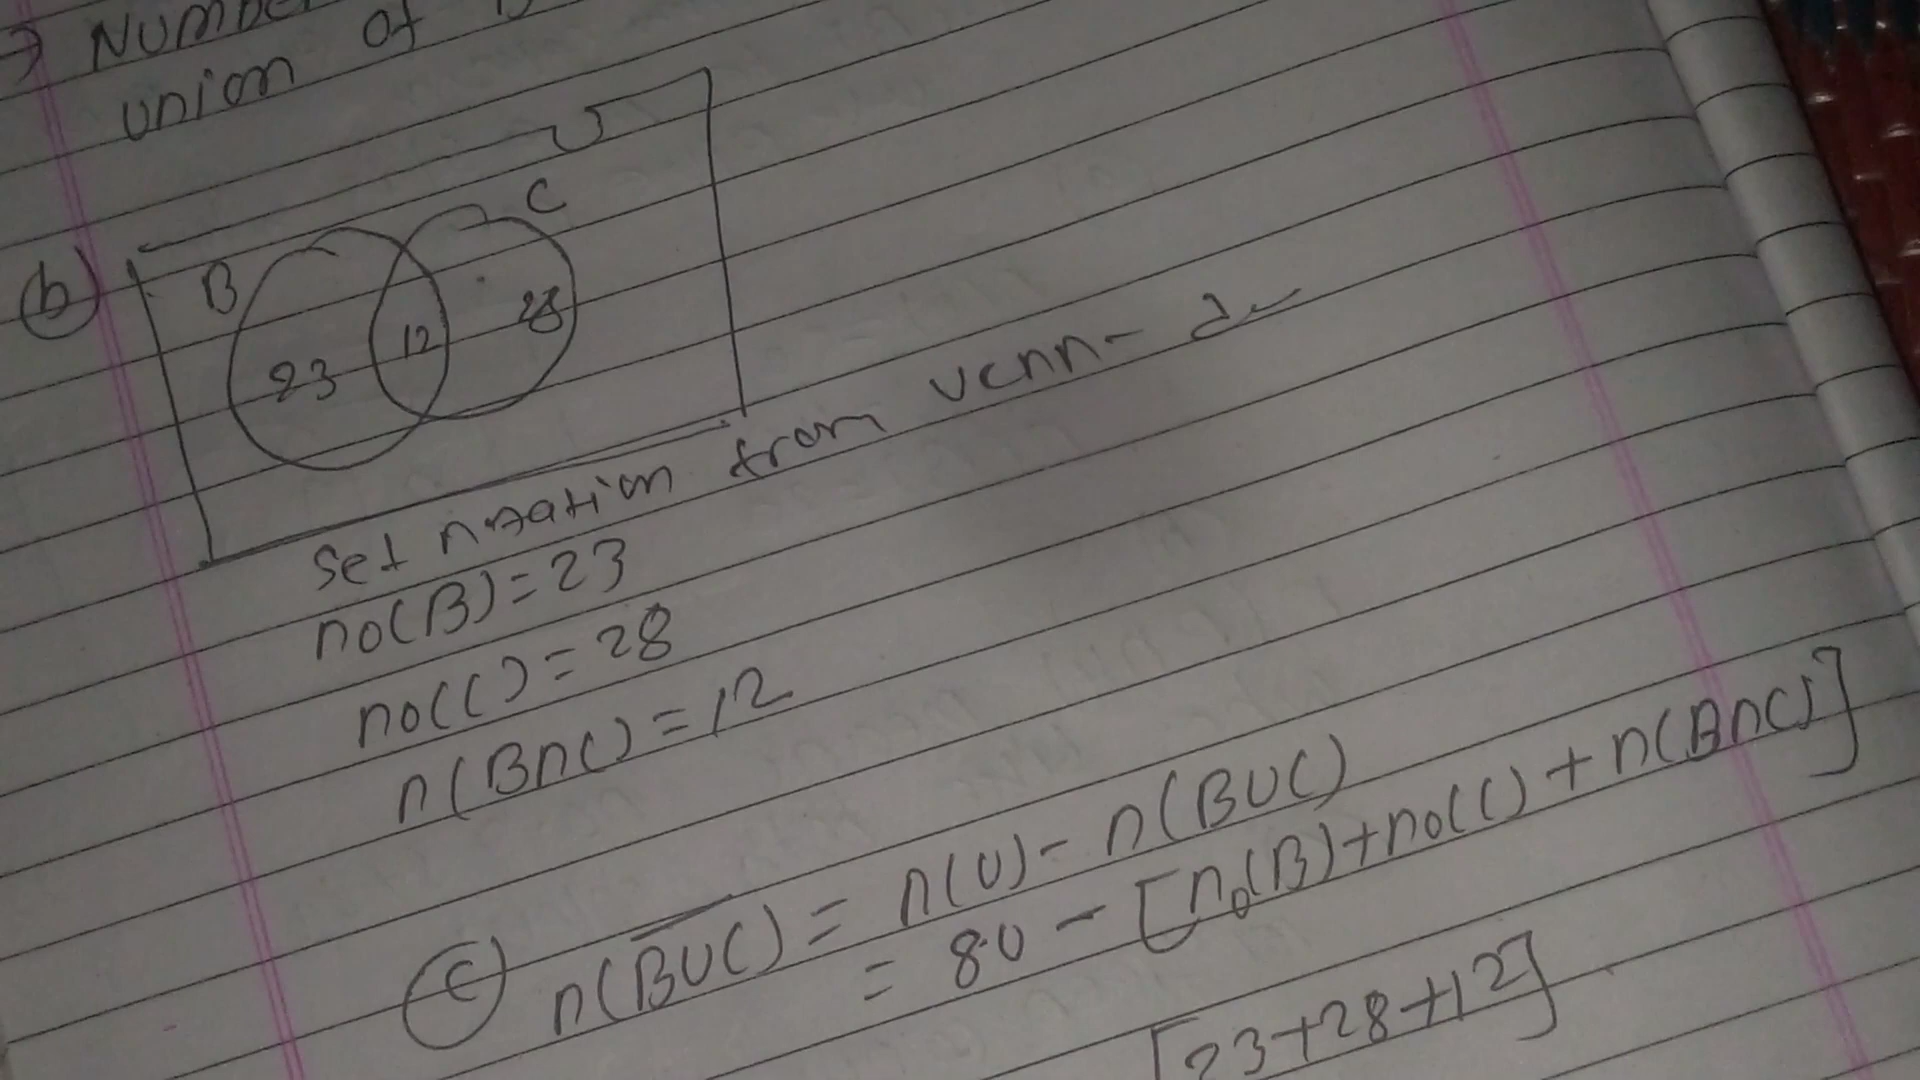 union of
(b)
U
B
C
23
12
28
Set notation from venn-
no(B)=23
no(C)=28
n(B∩C)=12
(c) n(B̅U̅C̅)= n(U)-n(BUC)
= 80-[no(B)+no(C)+n(B∩C)]
[23+28+12]